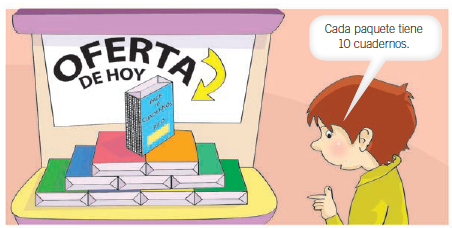 OFERTA
DE HOY
Cada paquete tiene
10 cuadernos.